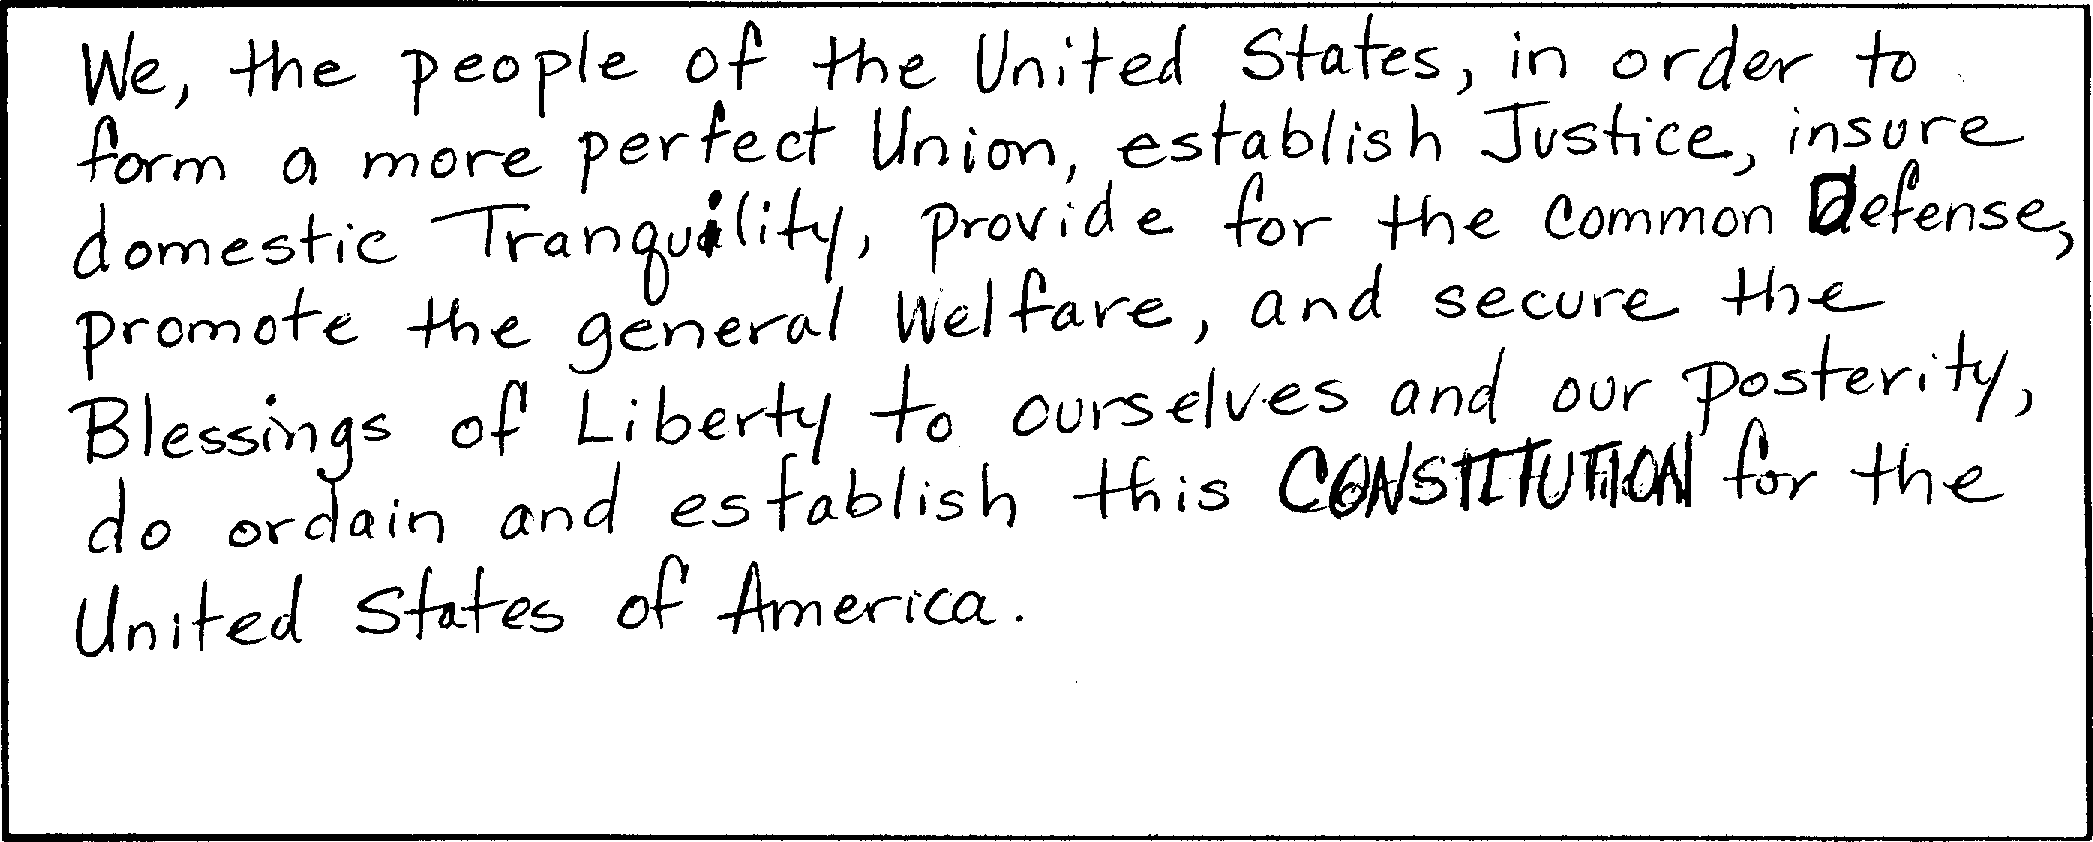 We, the people of the United States, in order to
form a more perfect Union, establish Justice, insure
domestic Tranquility, provide for the common Defense,
promote the general Welfare, and secure the
Blessings of Liberty to ourselves and our posterity,
do ordain and establish this CONSTITUTION for the
United States of America.